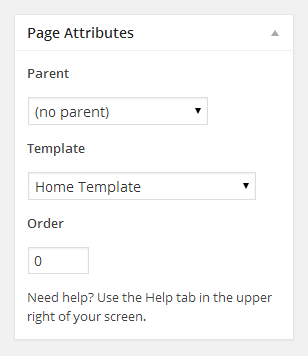 Page Attributes
Parent
(no parent)
Template
Home Template
Order
0
Need help? Use the Help tab in the upper
right of your screen.